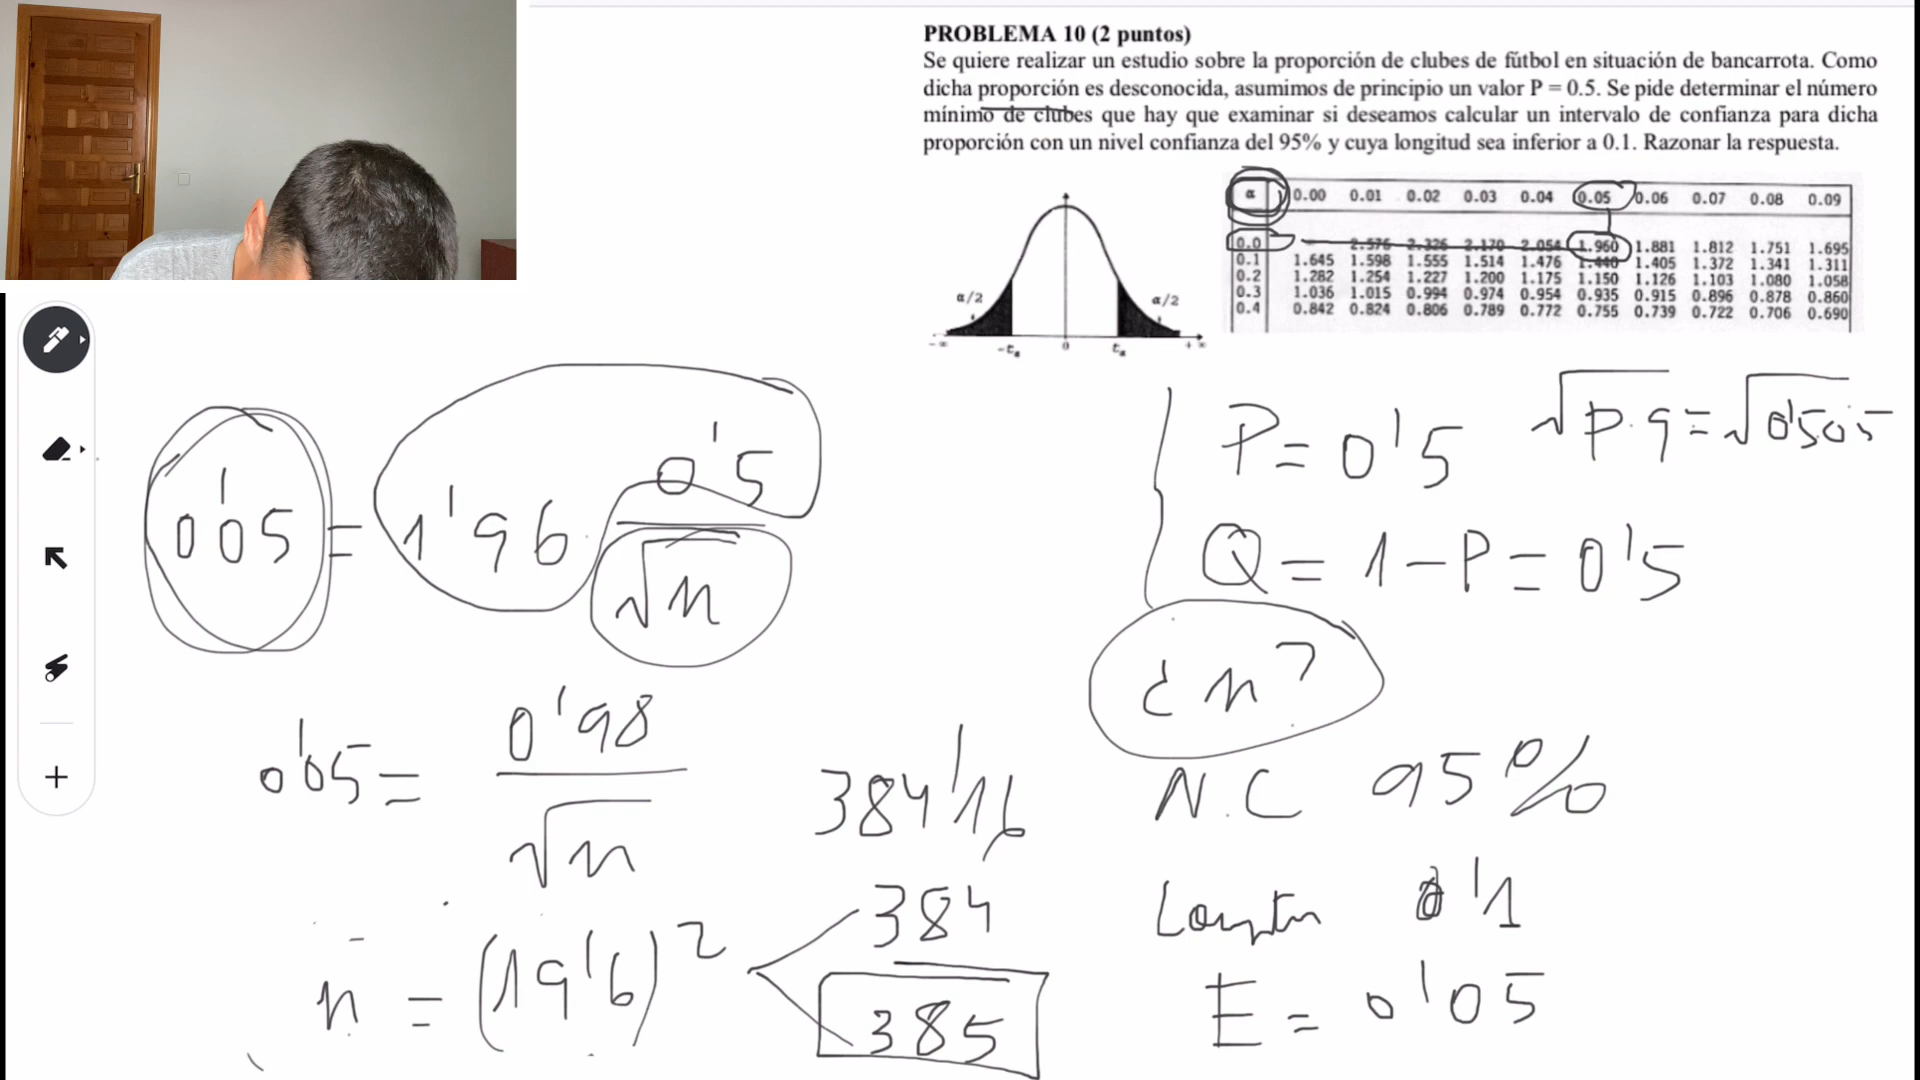 PROBLEMA 10 (2 puntos)
Se quiere realizar un estudio sobre la proporción de clubes de fútbol en situación de bancarrota. Como
dicha proporción es desconocida, asumimos de principio un valor P = 0.5. Se pide determinar el número
mínimo de clubes que hay que examinar si deseamos calcular un intervalo de confianza para dicha
proporción con un nivel confianza del 95% y cuya longitud sea inferior a 0.1. Razonar la respuesta.
α 0.00 0.01 0.02 0.03 0.04 0.05 0.06 0.07 0.08 0.09
0.0 2.576 2.326 2.170 2.054 1.960 1.881 1.812 1.751 1.695
0.1 1.645 1.598 1.555 1.514 1.476 1.440 1.405 1.372 1.341 1.311
0.2 1.282 1.254 1.227 1.200 1.175 1.150 1.126 1.103 1.080 1.058
0.3 1.036 1.015 0.994 0.974 0.954 0.935 0.915 0.896 0.878 0.860
0.4 0.842 0.824 0.806 0.789 0.772 0.755 0.739 0.722 0.706 0.690
α/2 α/2
-∞ -tα 0 tα +∞
0'05 = 1'96 · 0'5
√n
0'05 = 0'98
√n
n = (19'6)²
384'16
384
385
P = 0'5
√p.q = √0'5 0'5
Q = 1 - P = 0'5
¿n?
N.C 95%
0'1
E = 0'05